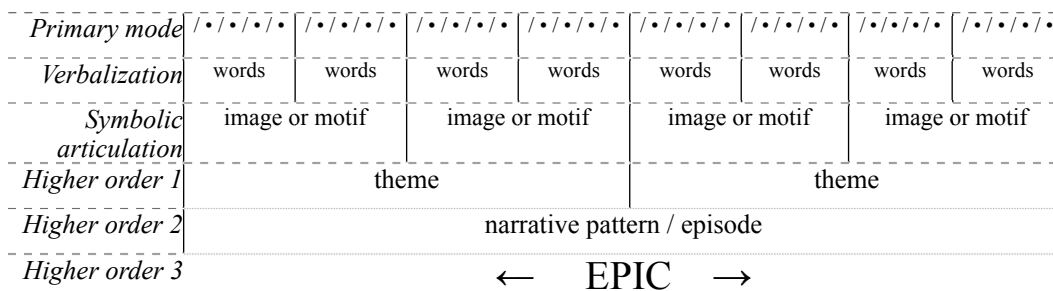 Primary mode /•/•/•/• /•/•/•/• /•/•/•/• /•/•/•/• /•/•/•/• /•/•/•/• /•/•/•/• /•/•/•/•
Verbalization words words words words words words words words
Symbolic articulation image or motif image or motif image or motif image or motif
Higher order 1 theme theme
Higher order 2 narrative pattern / episode
Higher order 3 ← EPIC →